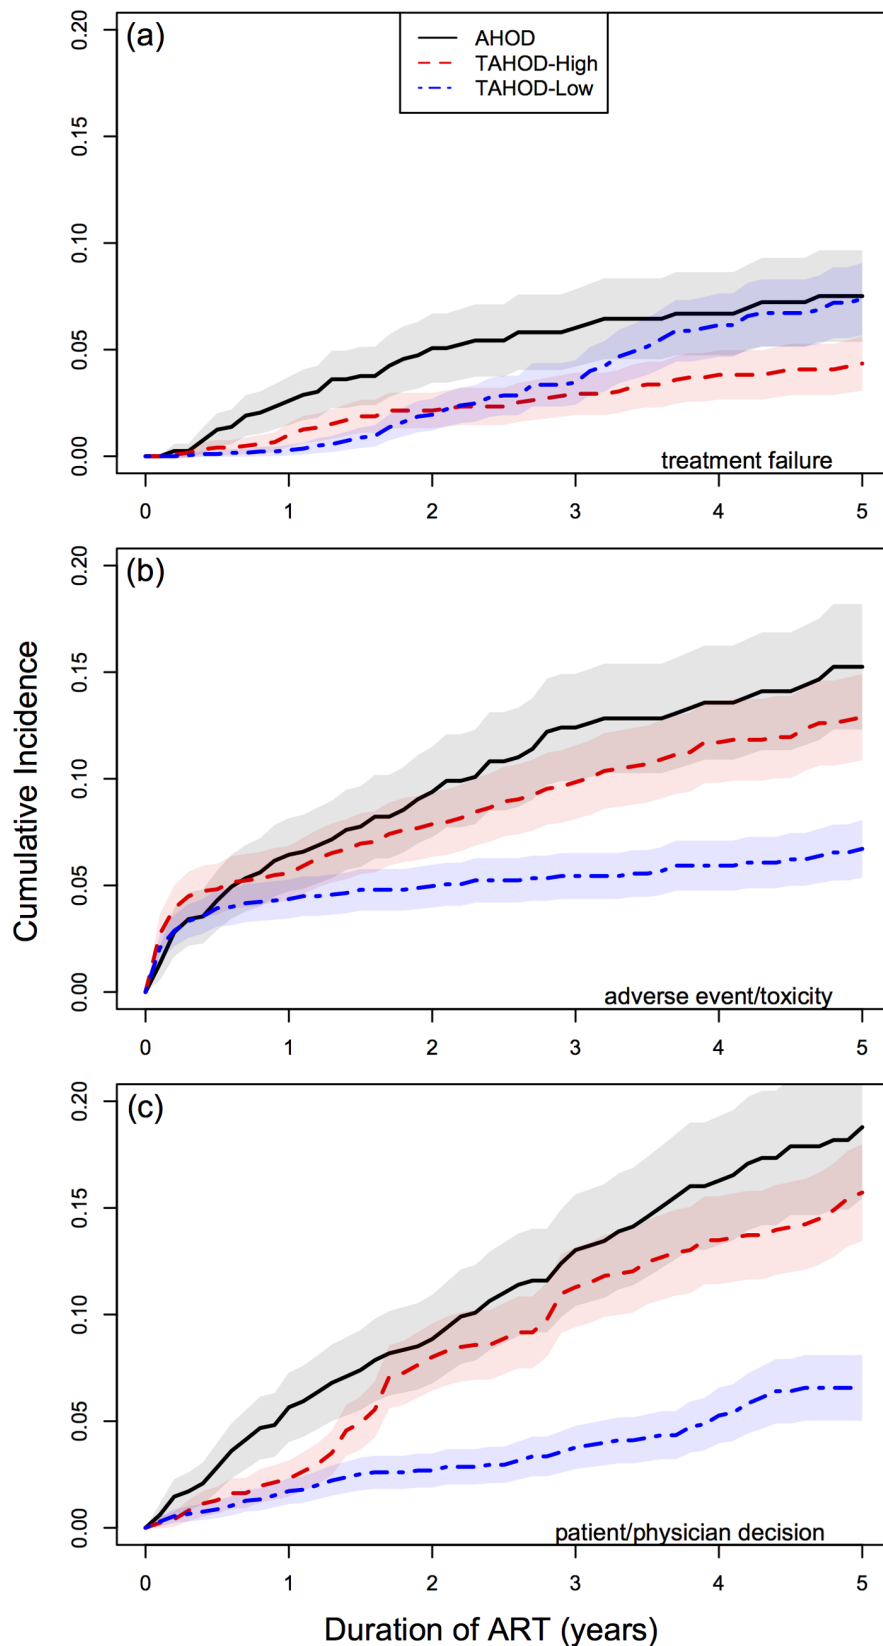 (a)
AHOD
TAHOD-High
TAHOD-Low
0.20
0.15
0.10
0.05
0.00
treatment failure
0 1 2 3 4 5
(b)
0.20
0.15
0.10
0.05
0.00
adverse event/toxicity
0 1 2 3 4 5
Cumulative Incidence
(c)
0.20
0.15
0.10
0.05
0.00
patient/physician decision
0 1 2 3 4 5
Duration of ART (years)